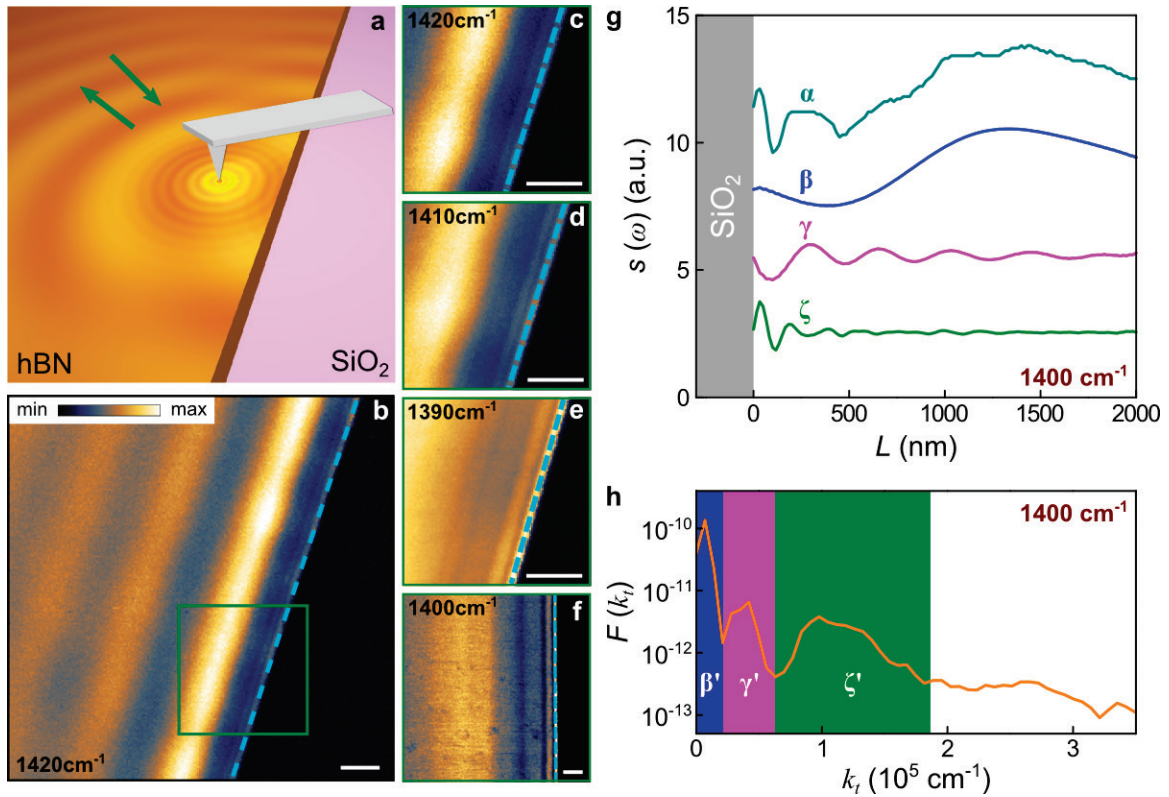 a
hBN
SiO₂
b
min max
1420cm⁻¹
c
1420cm⁻¹
d
1410cm⁻¹
e
1390cm⁻¹
f
1400cm⁻¹
g
15
10
5
0
s (ω) (a.u.)
SiO₂
α
β
γ
ζ
1400 cm⁻¹
0 500 1000 1500 2000
L (nm)
h
1400 cm⁻¹
10⁻¹⁰
10⁻¹¹
10⁻¹²
10⁻¹³
F (kₜ)
β' γ' ζ'
0 1 2 3
kₜ (10⁵ cm⁻¹)